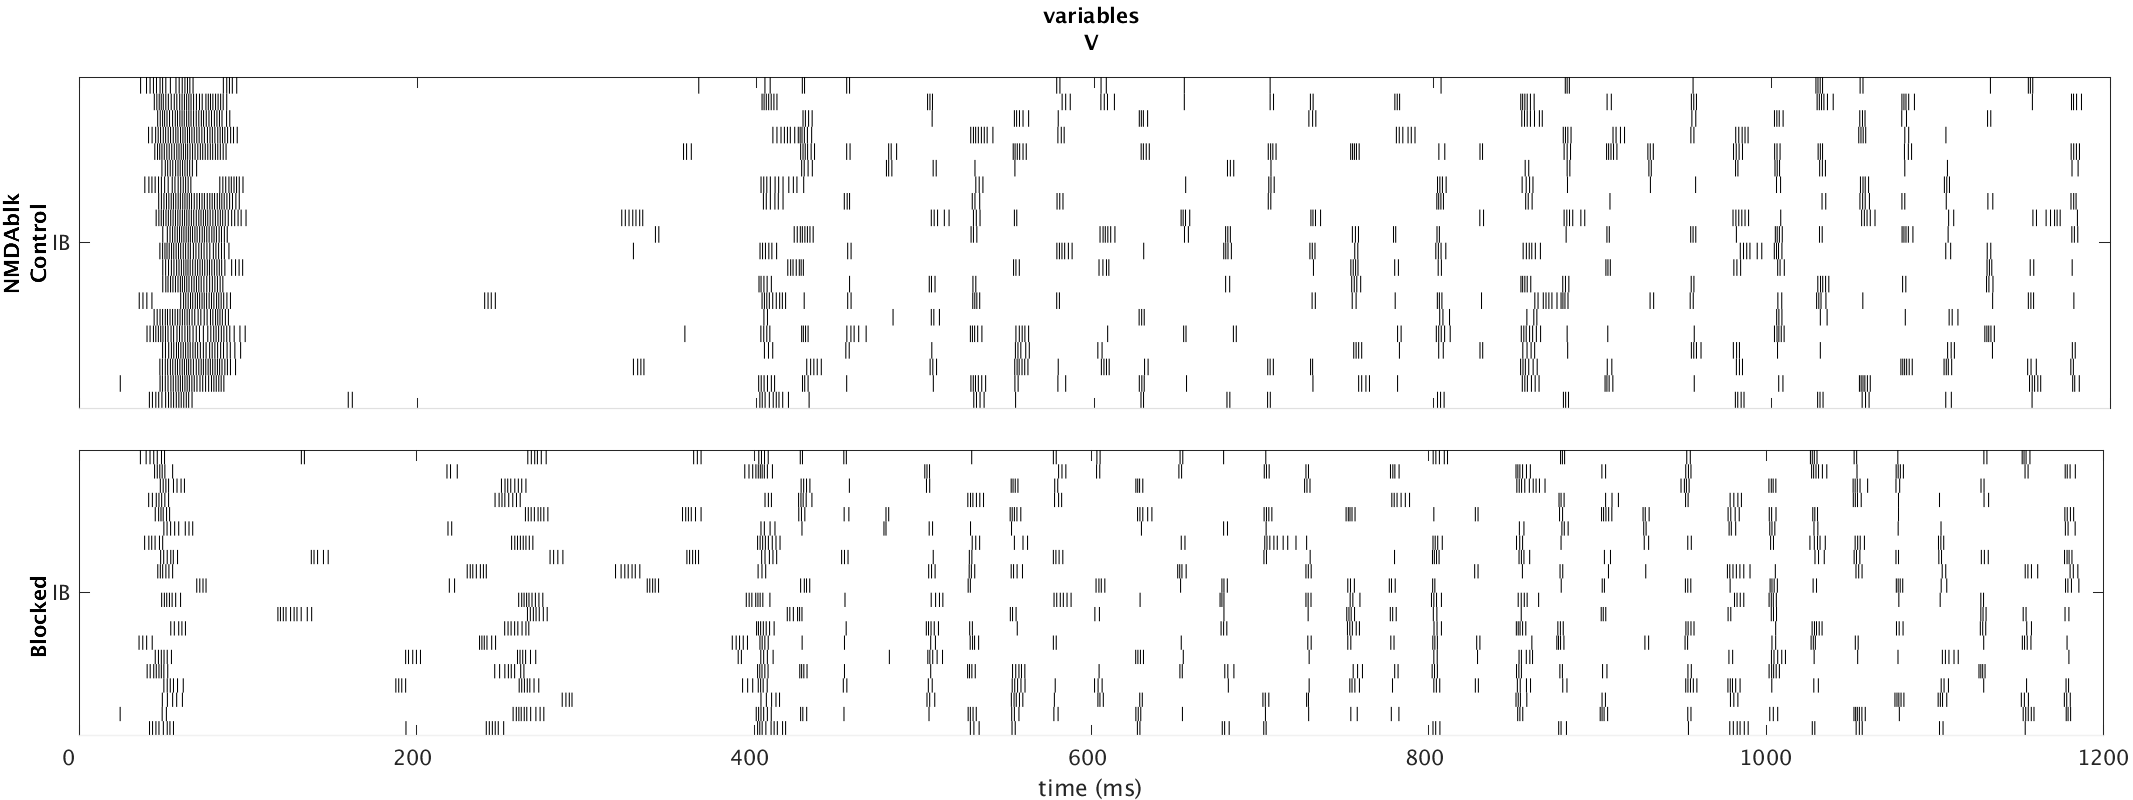 variables
V
NMDAblk
Control
IB
Blocked
IB
0 200 400 600 800 1000 1200
time (ms)